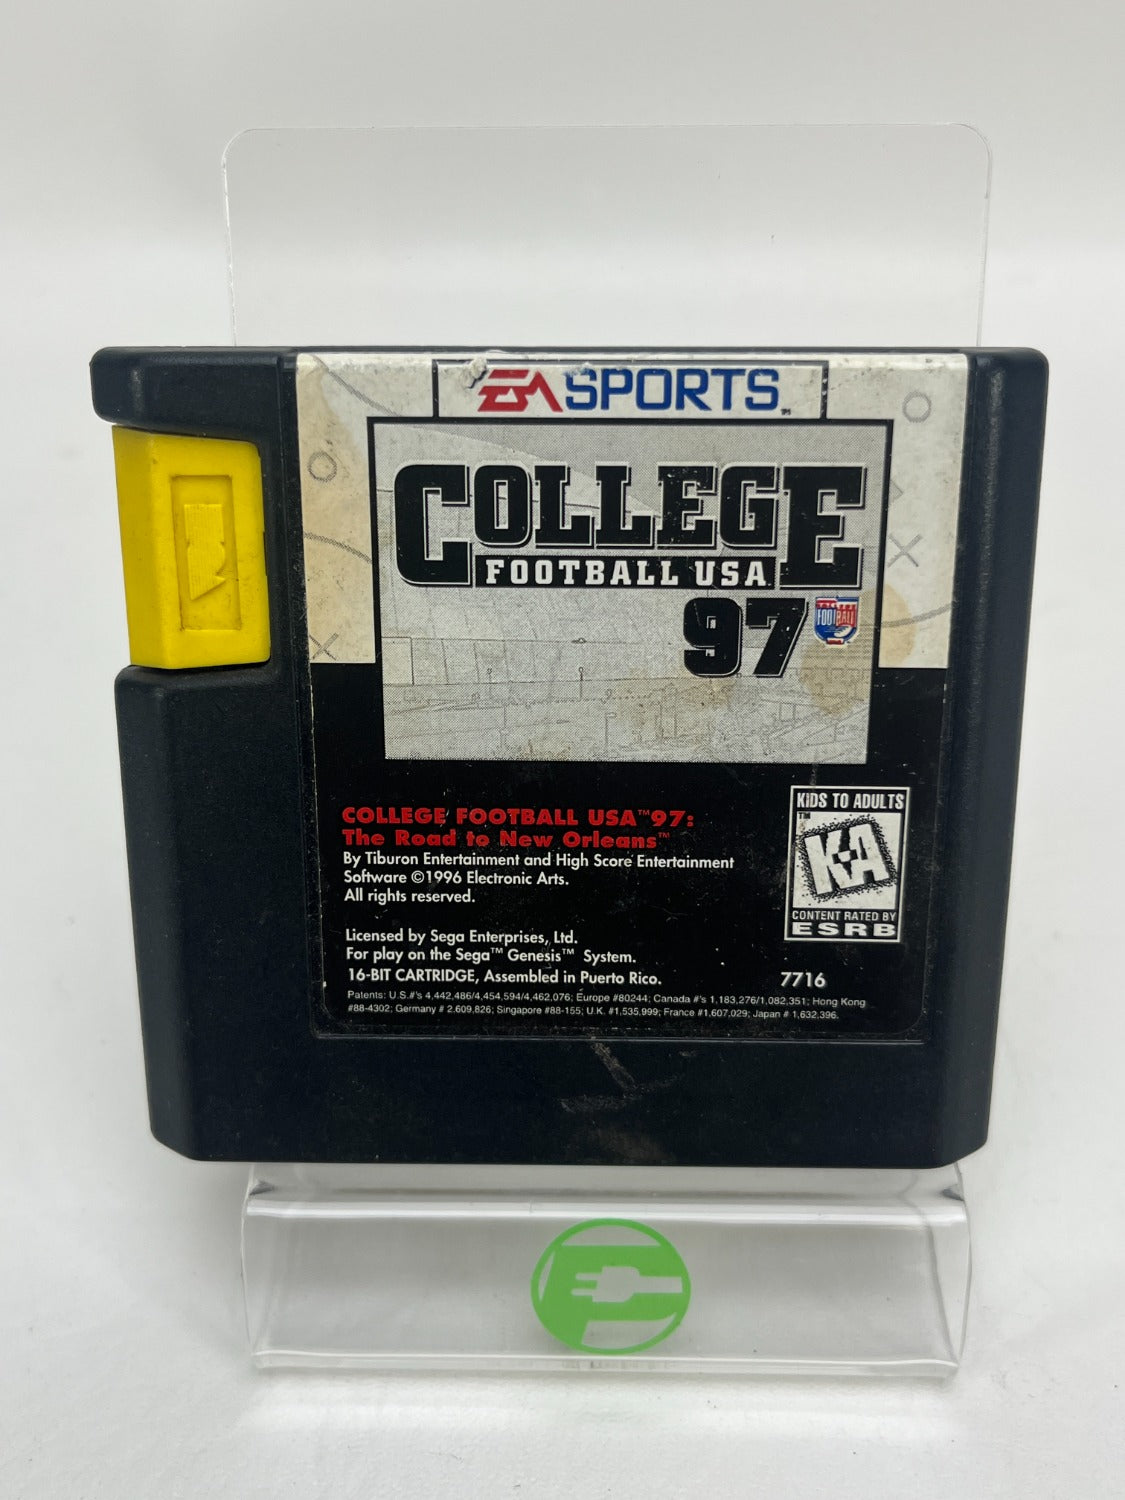 EA SPORTS™
COLLEGE
FOOTBALL USA
97
FOOTBALL
COLLEGE FOOTBALL USA™97:
The Road to New Orleans™
By Tiburon Entertainment and High Score Entertainment
Software ©1996 Electronic Arts.
All rights reserved.
Licensed by Sega Enterprises, Ltd.
For play on the Sega™ Genesis™ System.
16-BIT CARTRIDGE, Assembled in Puerto Rico.
7716
Patents: U.S.#'s 4,442,486/4,454,594/4,462,076; Europe #80244; Canada #'s 1,183,276/1,082,351; Hong Kong
#88-4302; Germany # 2.609,826; Singapore #88-155; U.K. #1,535,999; France #1,607,029; Japan # 1,632,396.
KIDS TO ADULTS
™
K-A
CONTENT RATED BY
ESRB